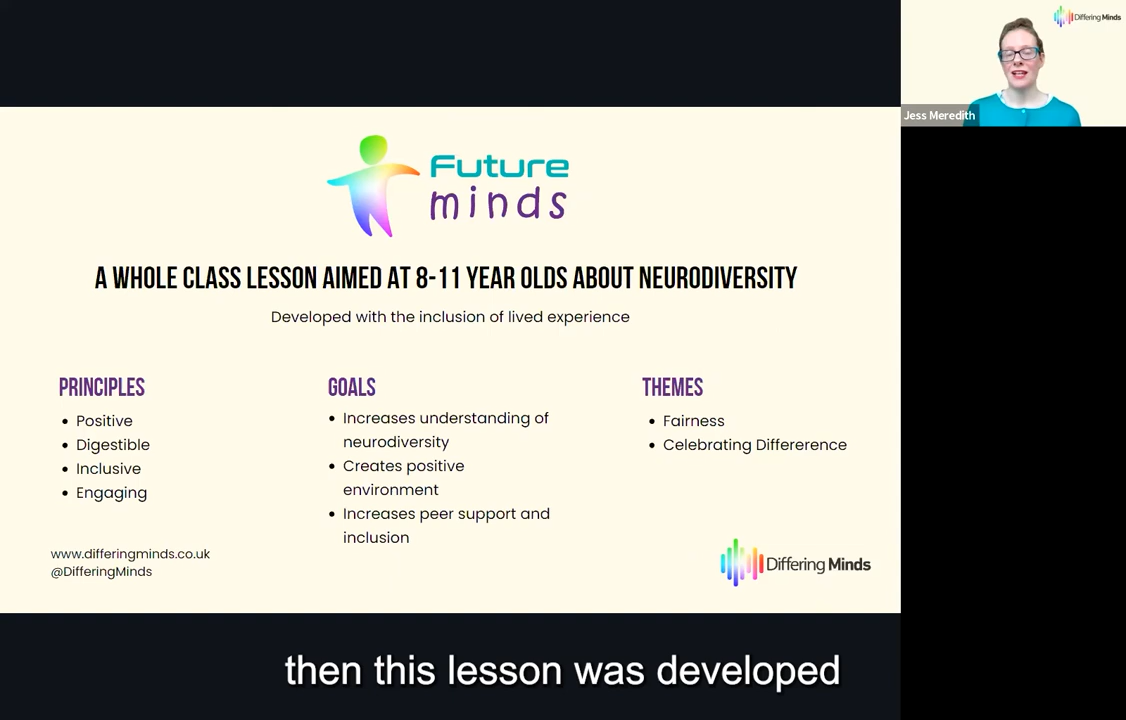 Differing Minds
Jess Meredith
Future
minds
A WHOLE CLASS LESSON AIMED AT 8-11 YEAR OLDS ABOUT NEURODIVERSITY
Developed with the inclusion of lived experience
PRINCIPLES
• Positive
• Digestible
• Inclusive
• Engaging
GOALS
• Increases understanding of
neurodiversity
• Creates positive
environment
• Increases peer support and
inclusion
THEMES
• Fairness
• Celebrating Differerence
www.differingminds.co.uk
@DifferingMinds
Differing Minds
then this lesson was developed